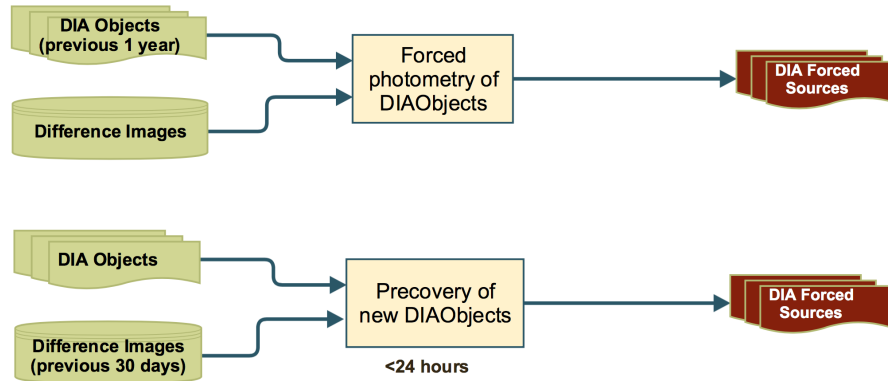 DIA Objects
(previous 1 year)
Difference Images
Forced
photometry of
DIAObjects
DIA Forced
Sources
DIA Objects
Difference Images
(previous 30 days)
Precovery of
new DIAObjects
<24 hours
DIA Forced
Sources